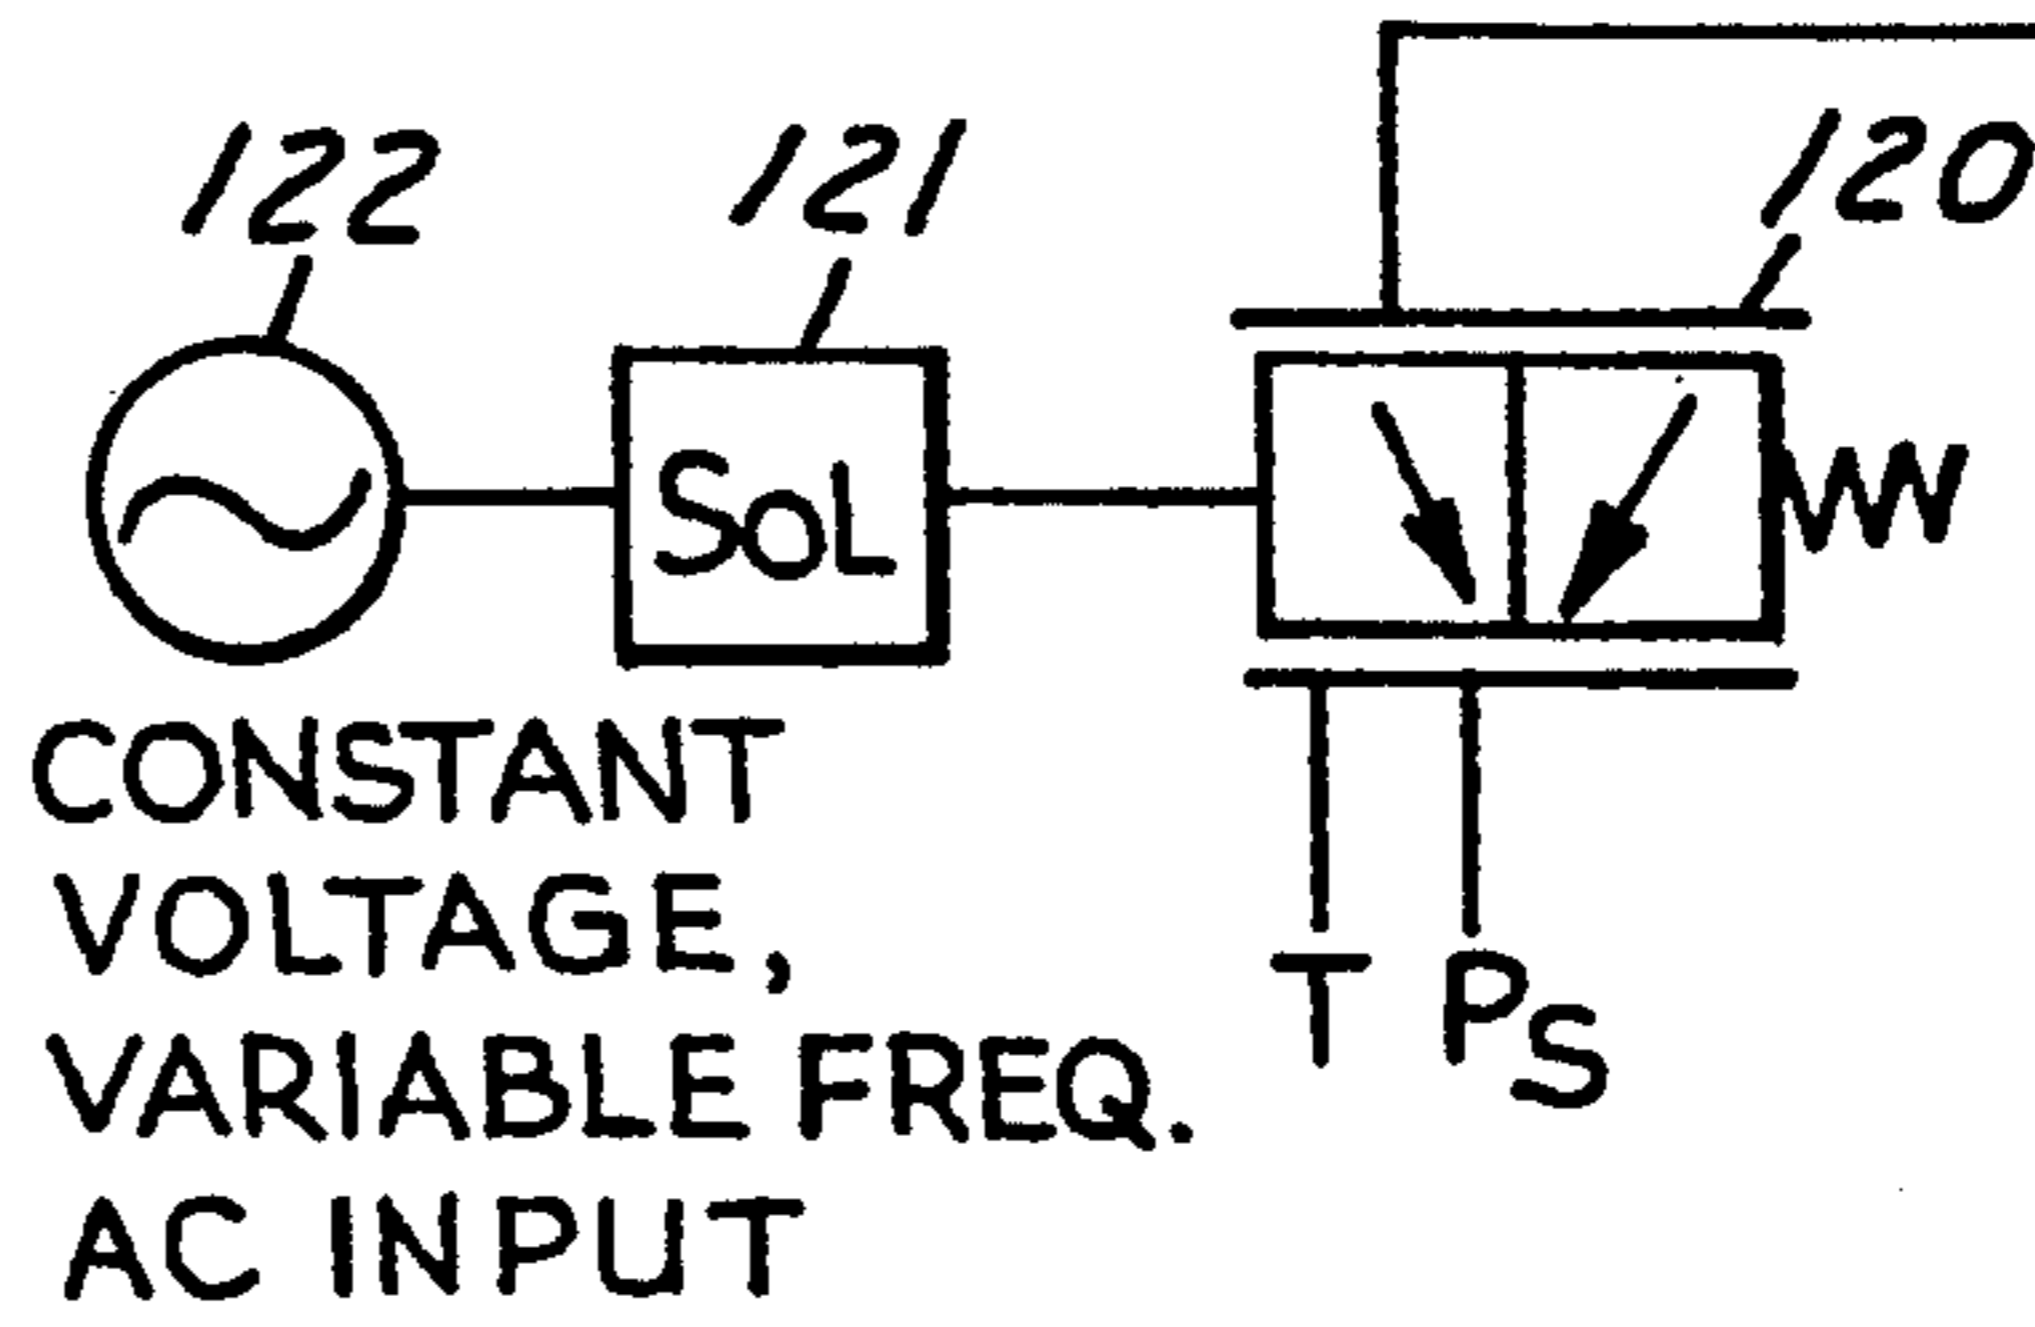 122
121
120
SOL
CONSTANT
VOLTAGE,
VARIABLE FREQ.
AC INPUT
T
PS